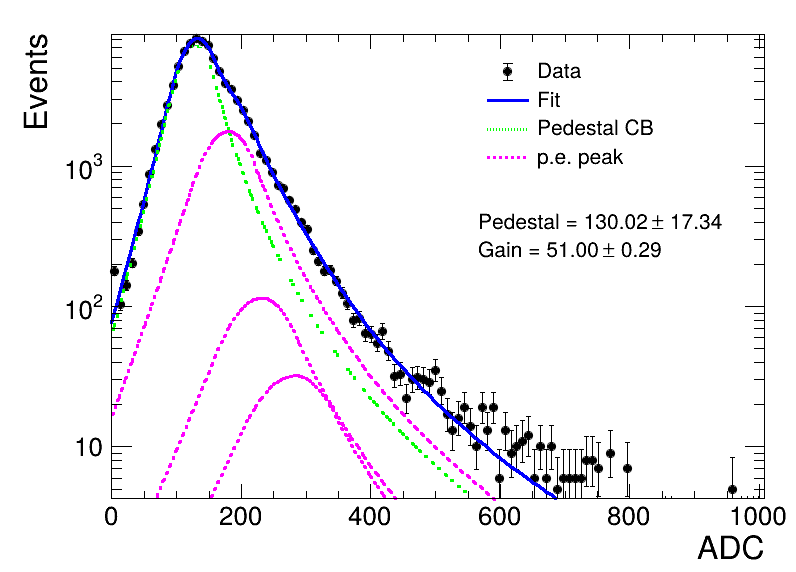 Events
Data
Fit
Pedestal CB
p.e. peak
10³
Pedestal = 130.02 ± 17.34
Gain = 51.00 ± 0.29
10²
10
0 200 400 600 800 1000
ADC